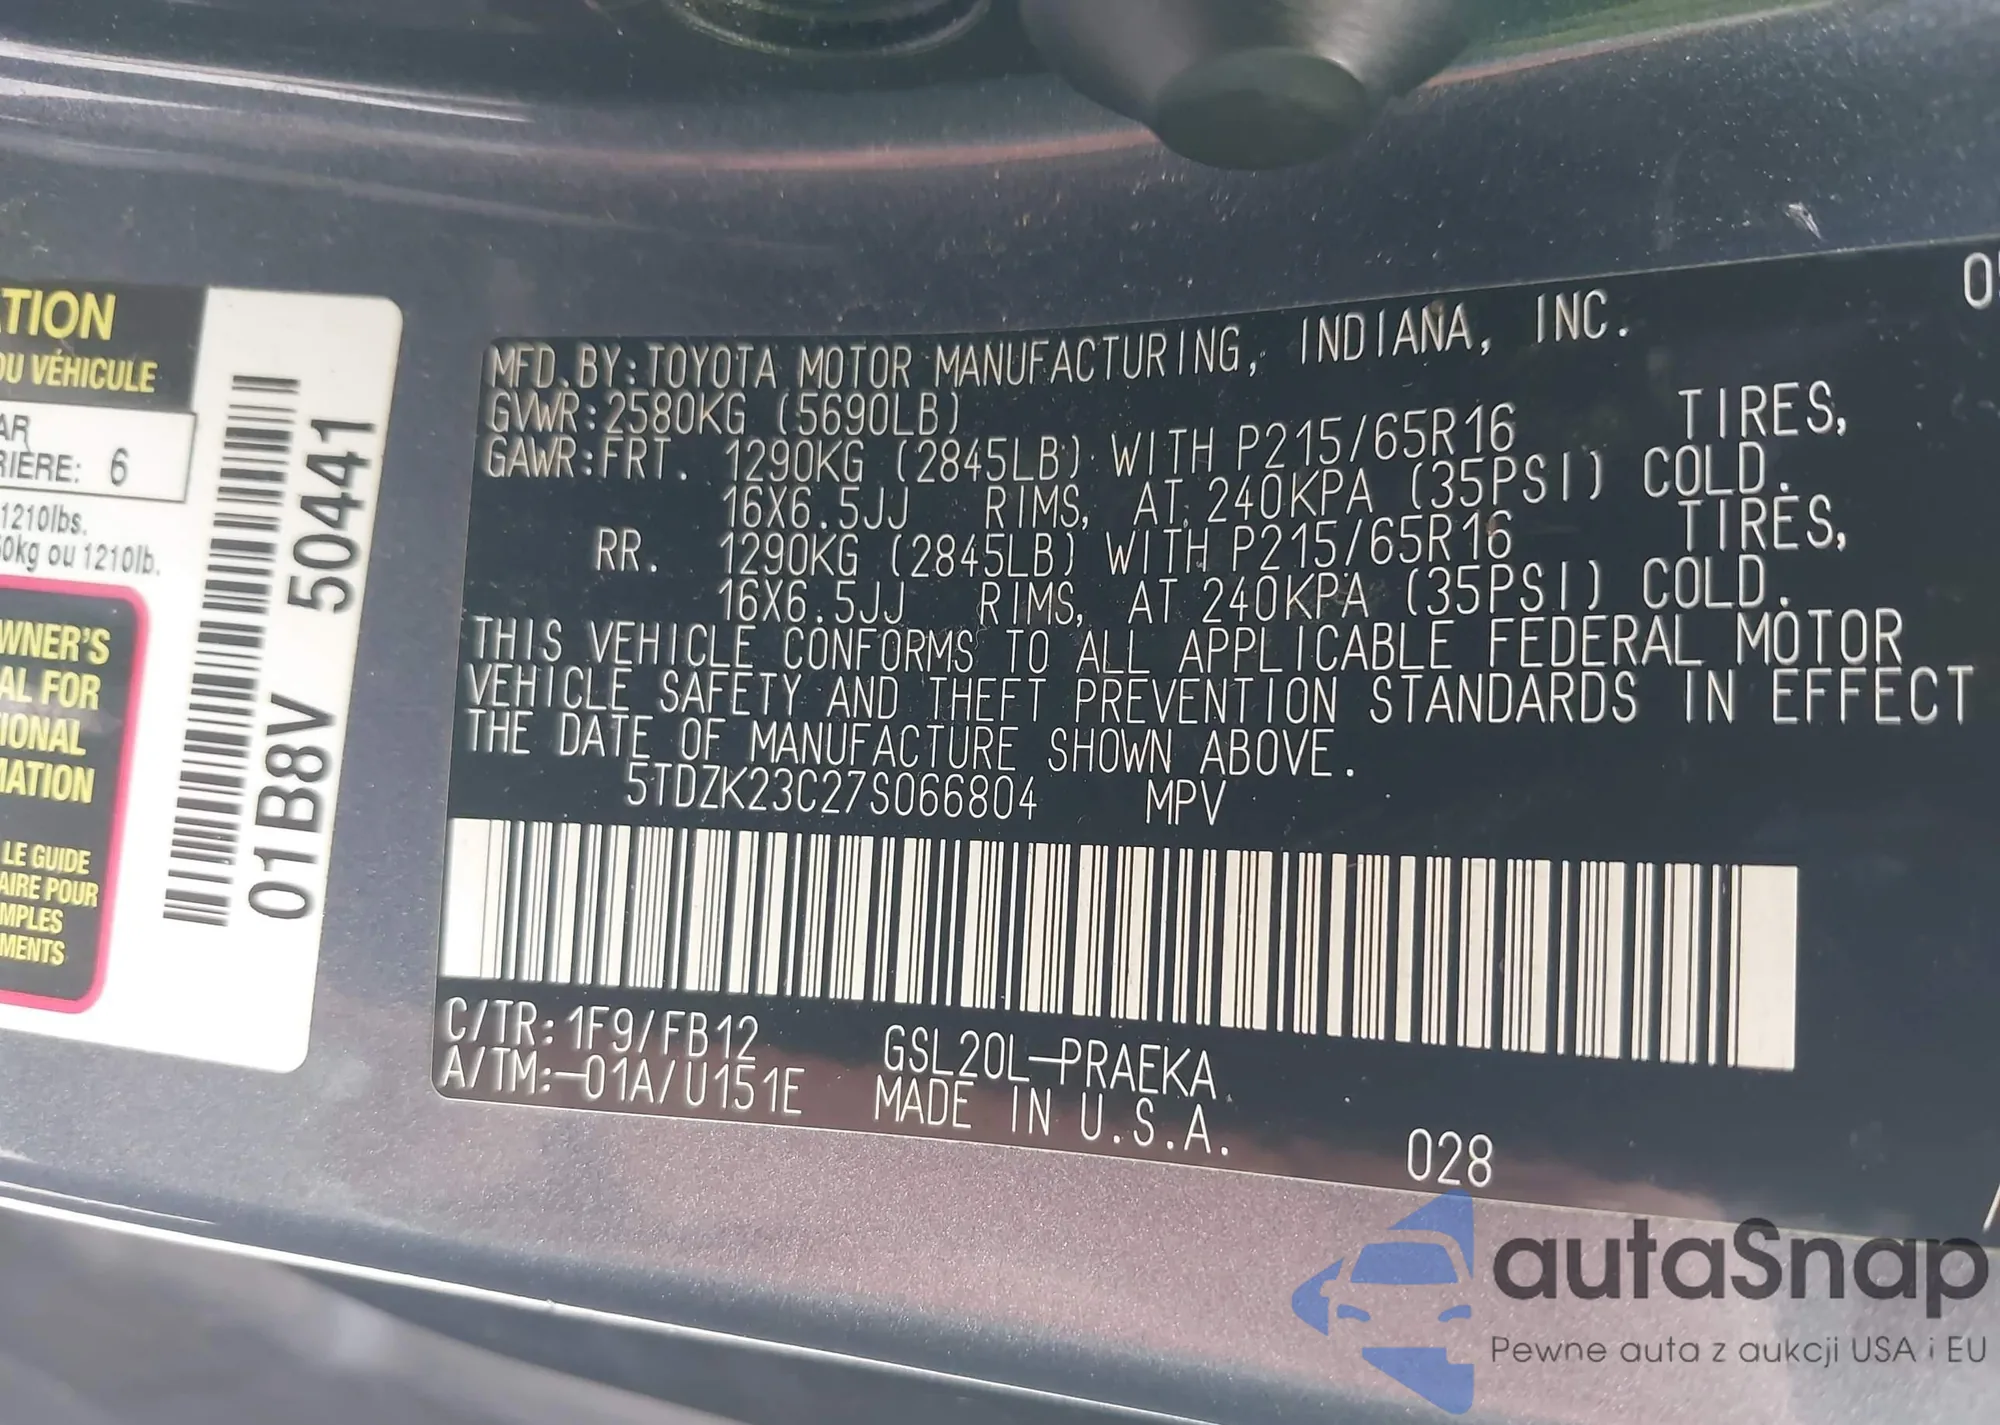 TION
DU VÉHICULE
AR
RIÈRE: 6
1210lbs.
50kg ou 1210lb.
WNER'S
AL FOR
IONAL
MATION
LE GUIDE
AIRE POUR
MPLES
MENTS
01B8V 50441
MFD.BY:TOYOTA MOTOR MANUFACTURING, INDIANA, INC.
GVWR:2580KG (5690LB)
GAWR:FRT. 1290KG (2845LB) WITH P215/65R16 TIRES,
16X6.5JJ RIMS, AT 240KPA (35PSI) COLD.
RR. 1290KG (2845LB) WITH P215/65R16 TIRES,
16X6.5JJ RIMS, AT 240KPA (35PSI) COLD.
THIS VEHICLE CONFORMS TO ALL APPLICABLE FEDERAL MOTOR
VEHICLE SAFETY AND THEFT PREVENTION STANDARDS IN EFFECT
THE DATE OF MANUFACTURE SHOWN ABOVE.
5TDZK23C27S066804 MPV
C/TR:1F9/FB12 GSL20L-PRAEKA
A/TM:-01A/U151E MADE IN U.S.A.
028
autaSnap
Pewne auta z aukcji USA i EU